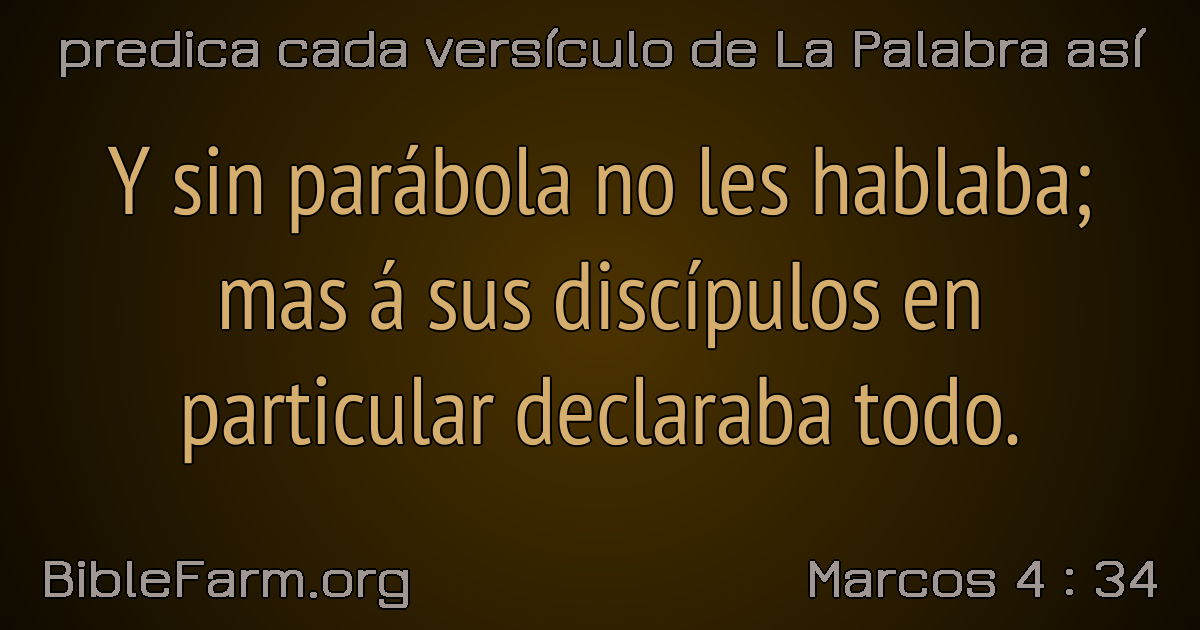 predica cada versículo de La Palabra así
Y sin parábola no les hablaba;
mas á sus discípulos en
particular declaraba todo.
BibleFarm.org
Marcos 4 : 34